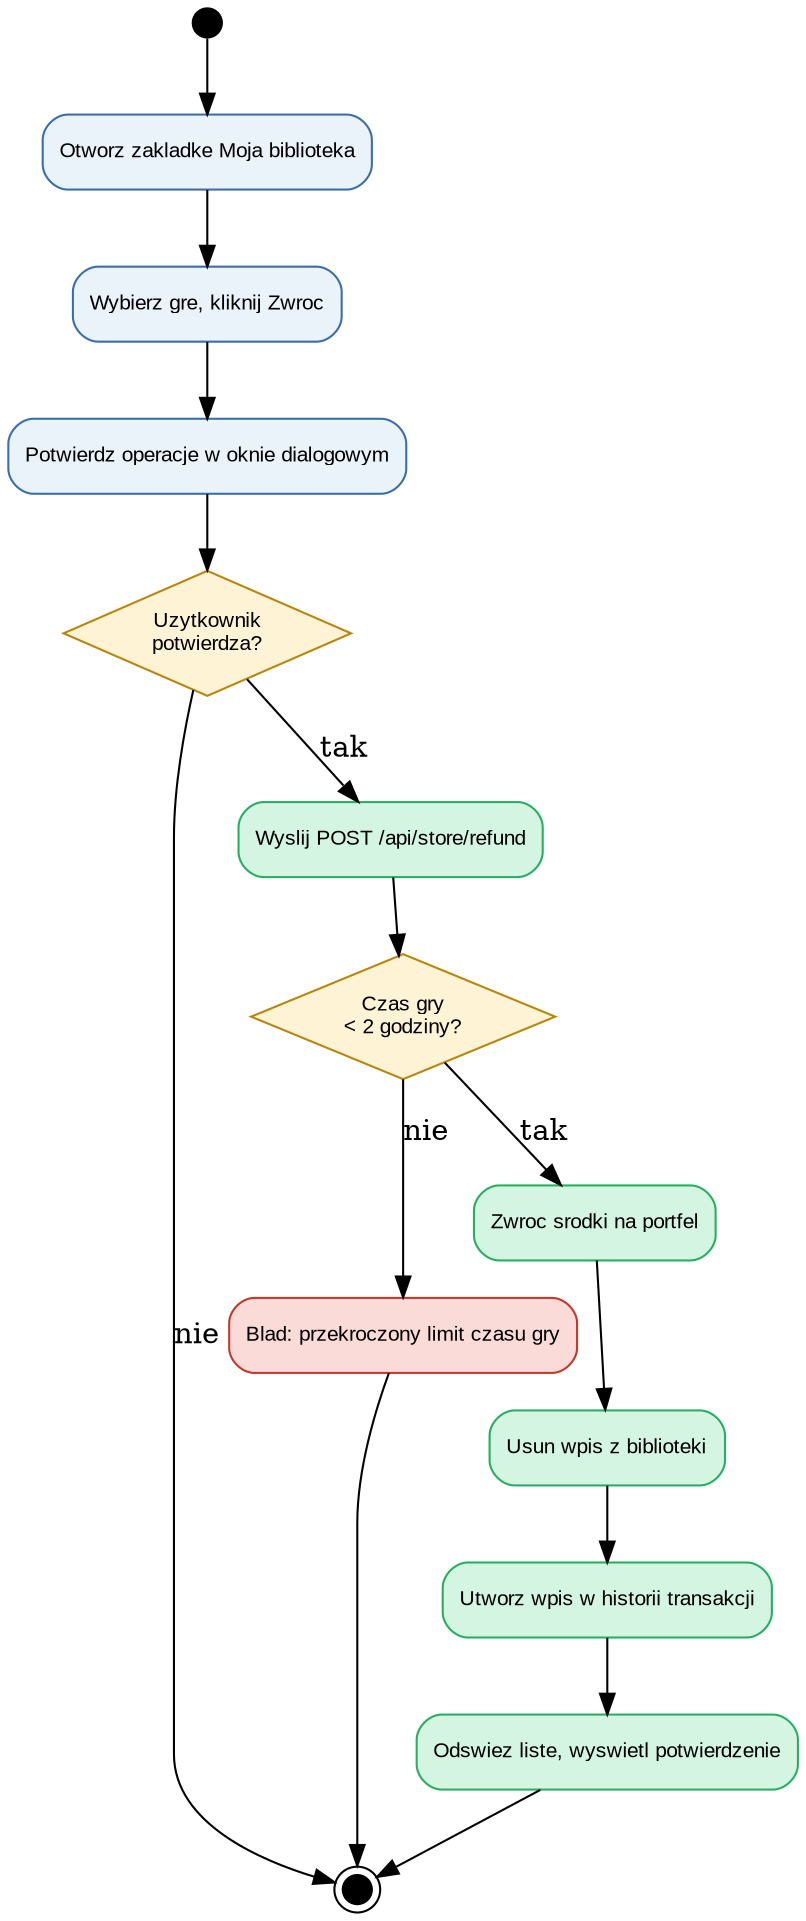 Otworz zakladke Moja biblioteka
Wybierz gre, kliknij Zwroc
Potwierdz operacje w oknie dialogowym
Uzytkownik
potwierdza?
tak
Wyslij POST /api/store/refund
Czas gry
< 2 godziny?
nie
tak
Zwroc srodki na portfel
nie
Blad: przekroczony limit czasu gry
Usun wpis z biblioteki
Utworz wpis w historii transakcji
Odswiez liste, wyswietl potwierdzenie